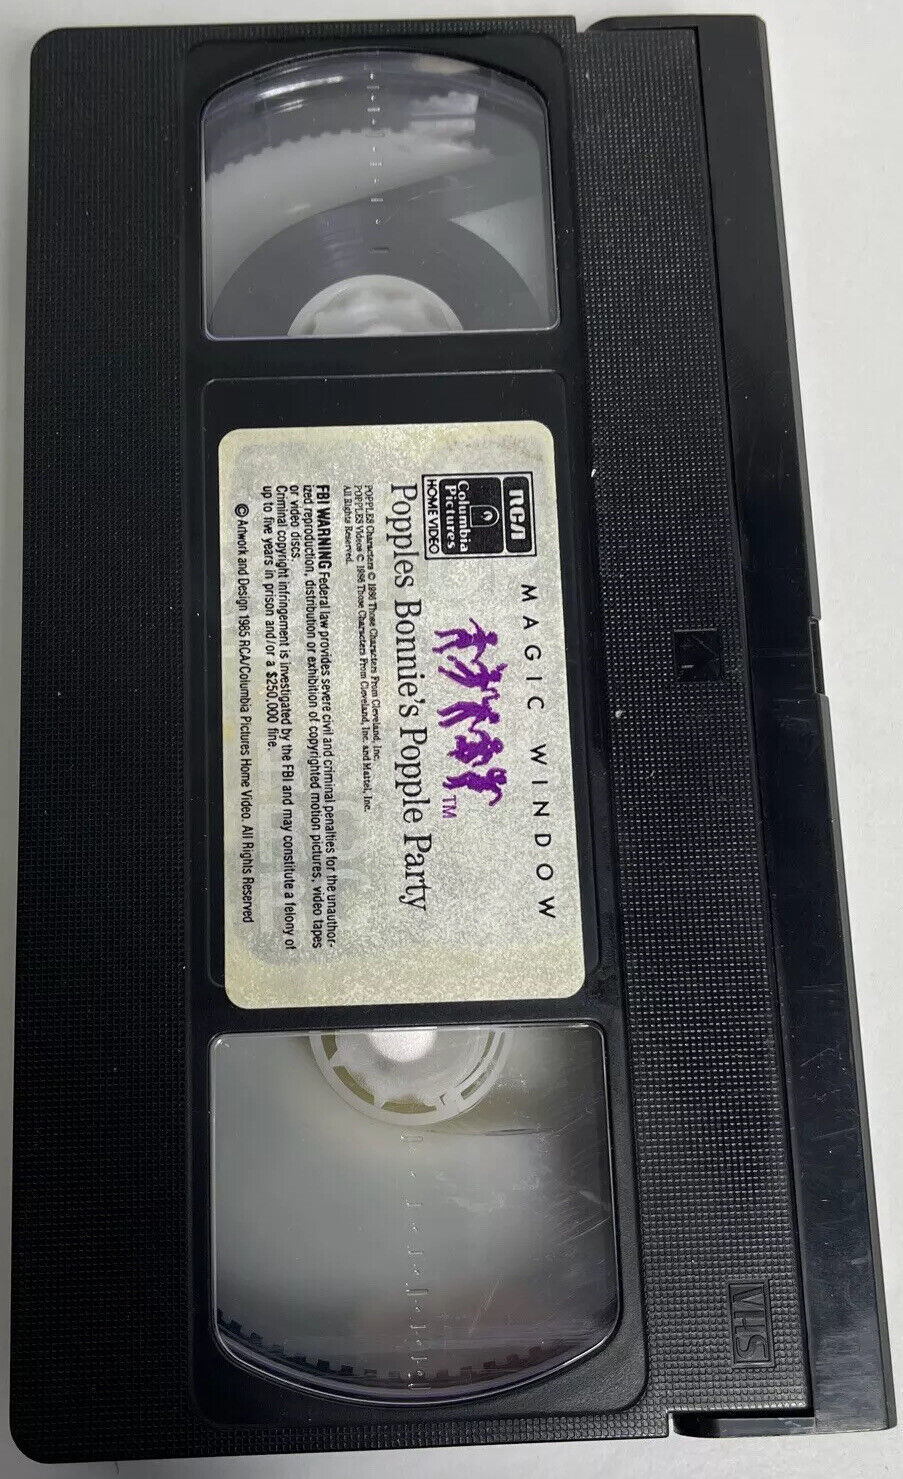 MAGIC WINDOW
RCA
Columbia
Pictures
HOME VIDEO
TM
Popples Bonnie's Popple Party
POPPLES Characters © 1986 Those Characters From Cleveland, Inc.
POPPLES Videos © 1986 Those Characters From Cleveland, Inc. and Mattel, Inc.
All Rights Reserved.
FBI WARNING Federal law provides severe civil and criminal penalties for the unauthor-
ized reproduction, distribution or exhibition of copyrighted motion pictures, video tapes
or video discs.
Criminal copyright infringement is investigated by the FBI and may constitute a felony of
up to five years in prison and/or a $250,000 fine.
© Artwork and Design 1985 RCA/Columbia Pictures Home Video. All Rights Reserved
VHS